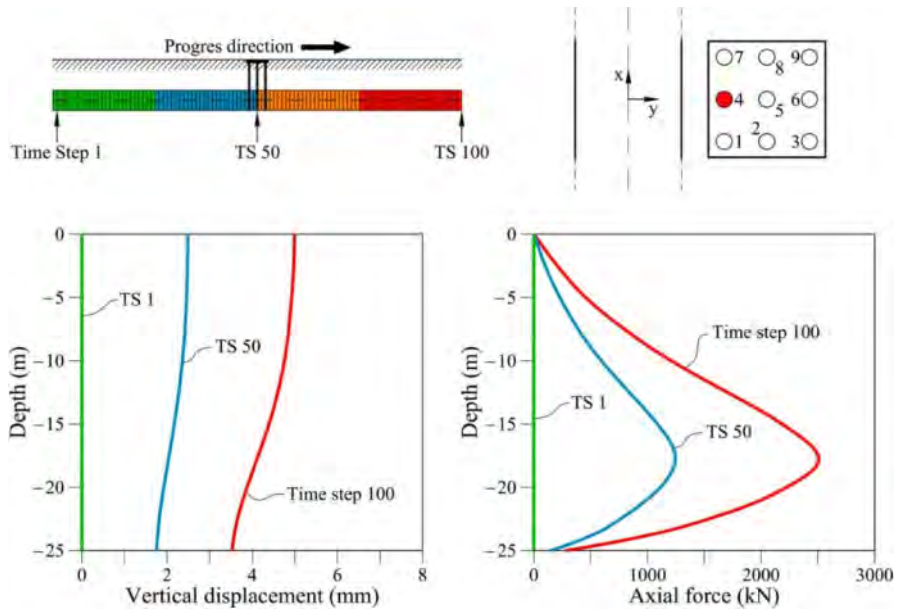 Progres direction
Time Step 1
TS 50
TS 100
x
y
7
8
9
4
5
6
1
2
3
0
−5
−10
−15
−20
−25
Depth (m)
TS 1
TS 50
Time step 100
0
2
4
6
8
Vertical displacement (mm)
0
−5
−10
−15
−20
−25
Depth (m)
Time step 100
TS 1
TS 50
0
1000
2000
3000
Axial force (kN)